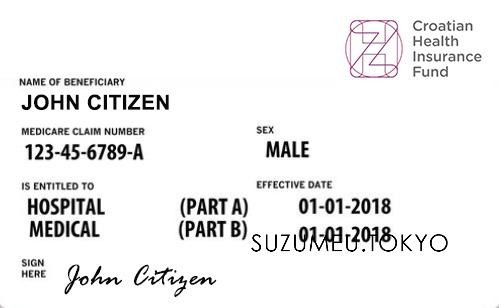 Croatian
Health
Insurance
Fund
NAME OF BENEFICIARY
JOHN CITIZEN
MEDICARE CLAIM NUMBER SEX
123-45-6789-A MALE
IS ENTITLED TO EFFECTIVE DATE
HOSPITAL (PART A) 01-01-2018
MEDICAL (PART B) 01-01-2018
SUZUMEU.TOKYO
SIGN
HERE
John Citizen